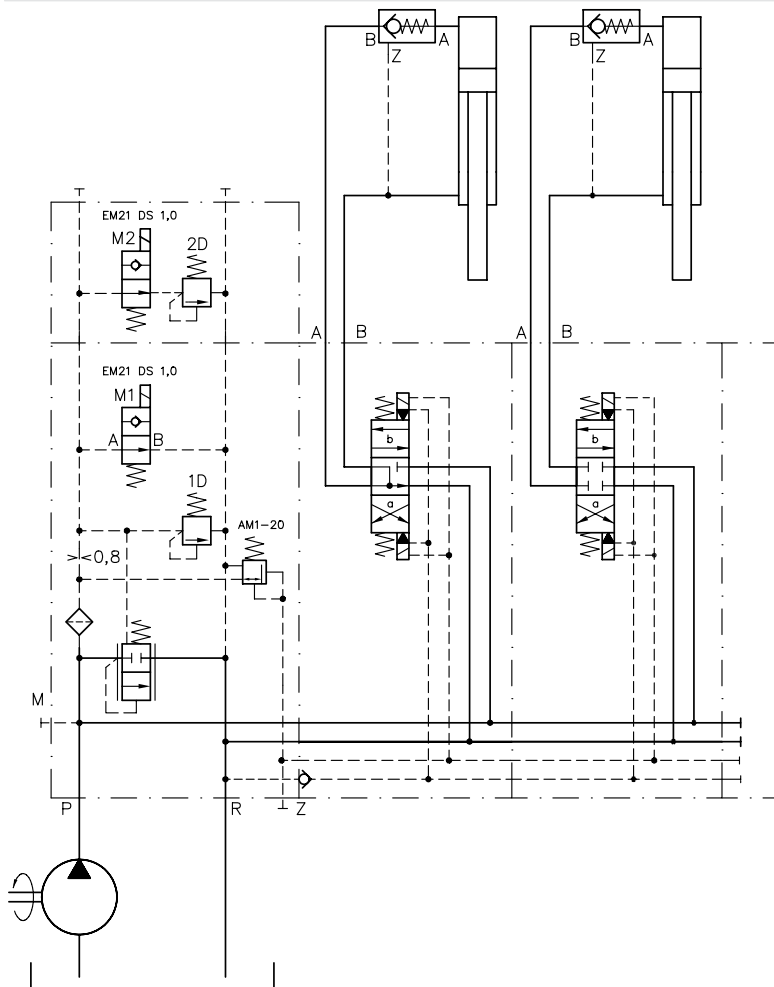 B A B A
Z Z
EM21 DS 1,0
M2 2D
A B A B
EM21 DS 1,0
M1
b b
A B
1D
a a
AM1-20
0,8
M
P R Z